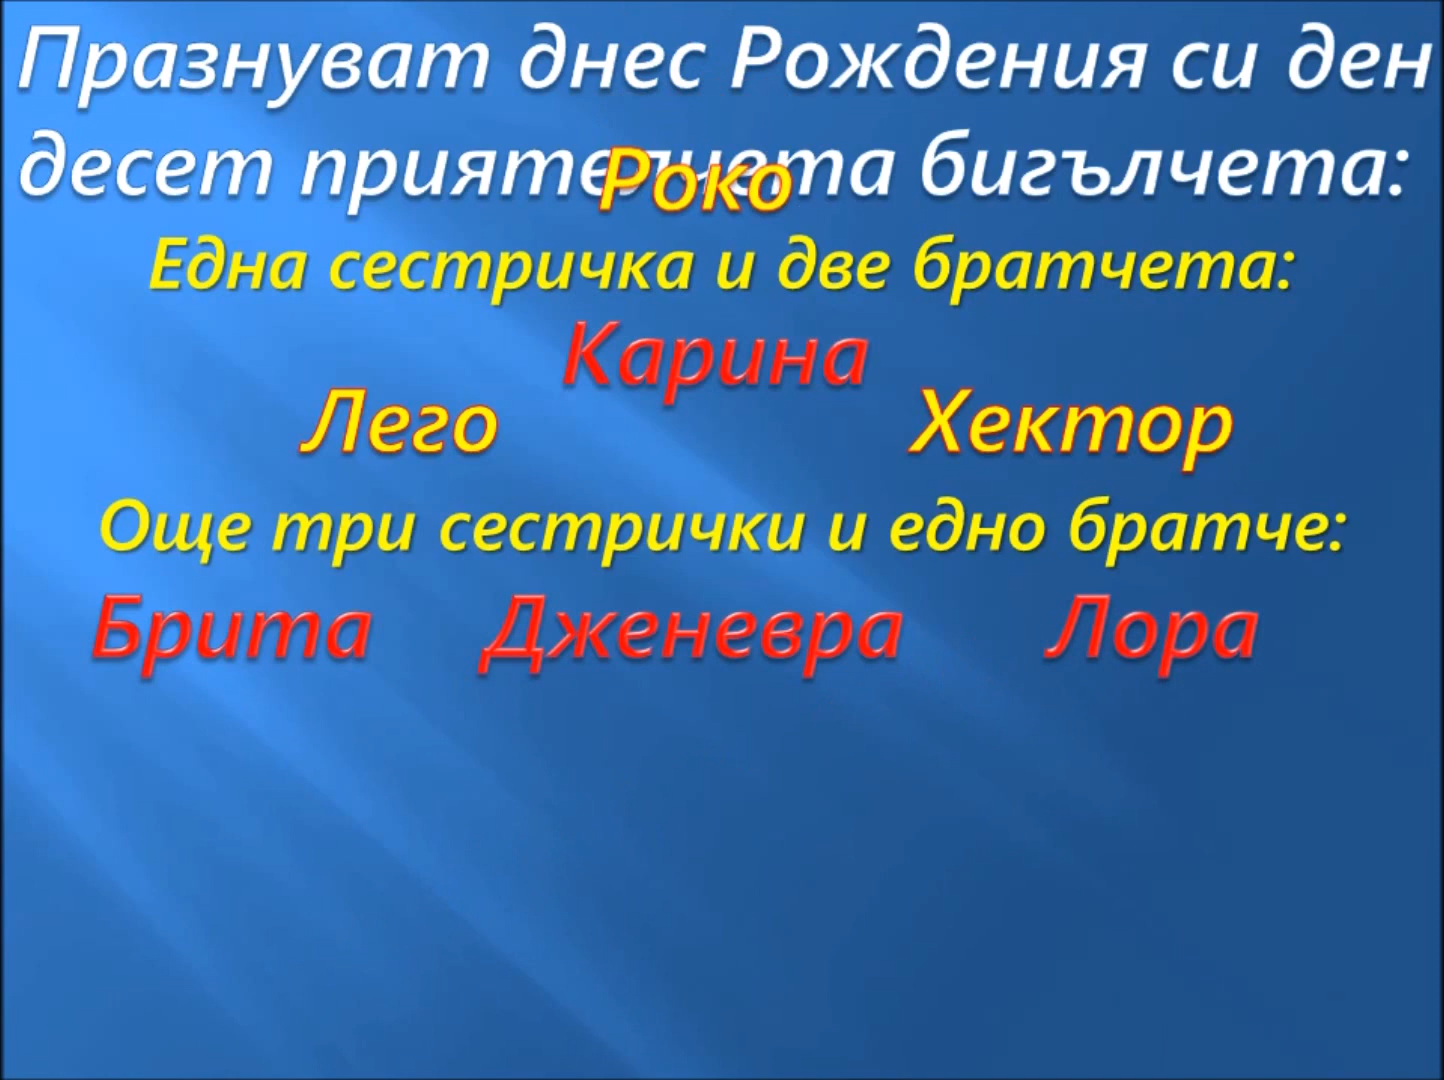 Празнуват днес Рождения си ден
десет приятелчета бигълчета:
Роко
Една сестричка и две братчета:
Карина
Лего Хектор
Още три сестрички и едно братче:
Брита Дженевра Лора